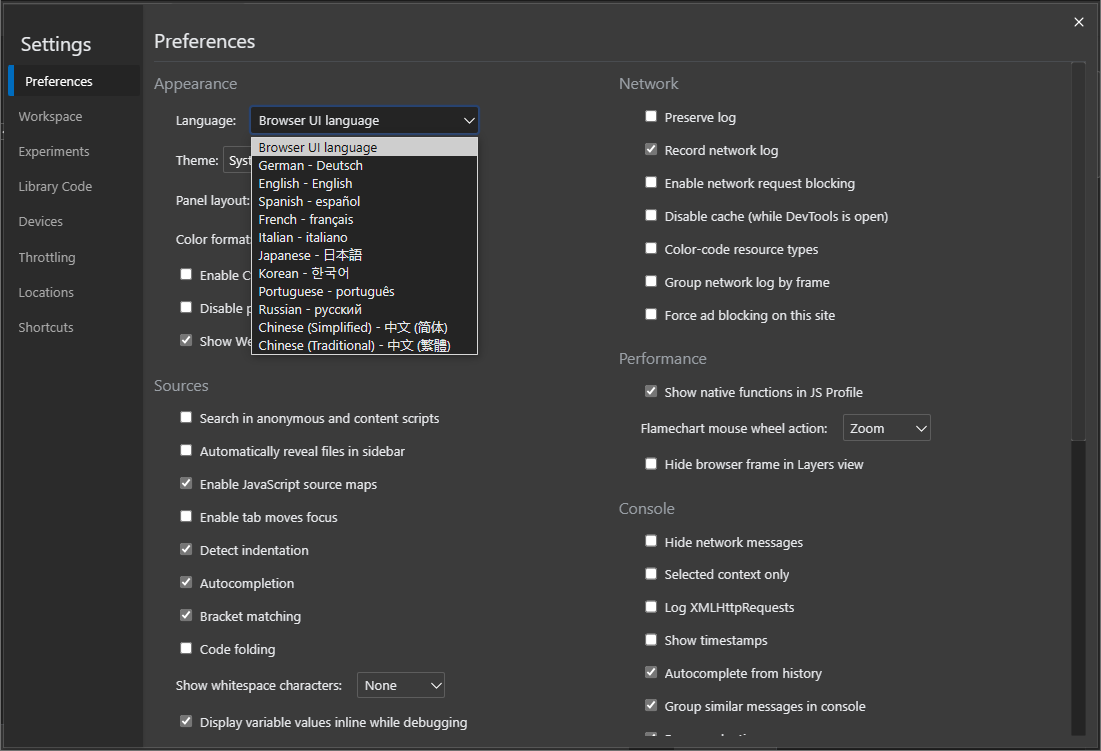 Settings
Preferences
Workspace
Experiments
Library Code
Devices
Throttling
Locations
Shortcuts
Preferences
Appearance
Language: Browser UI language
Browser UI language
German - Deutsch
English - English
Spanish - español
French - français
Italian - italiano
Japanese - 日本語
Korean - 한국어
Portuguese - português
Russian - русский
Chinese (Simplified) - 中文 (简体)
Chinese (Traditional) - 中文 (繁體)
Theme: Syst
Panel layout:
Color format:
Enable C
Disable p
Show We
Sources
Search in anonymous and content scripts
Automatically reveal files in sidebar
Enable JavaScript source maps
Enable tab moves focus
Detect indentation
Autocompletion
Bracket matching
Code folding
Show whitespace characters: None
Display variable values inline while debugging
Network
Preserve log
Record network log
Enable network request blocking
Disable cache (while DevTools is open)
Color-code resource types
Group network log by frame
Force ad blocking on this site
Performance
Show native functions in JS Profile
Flamechart mouse wheel action: Zoom
Hide browser frame in Layers view
Console
Hide network messages
Selected context only
Log XMLHttpRequests
Show timestamps
Autocomplete from history
Group similar messages in console